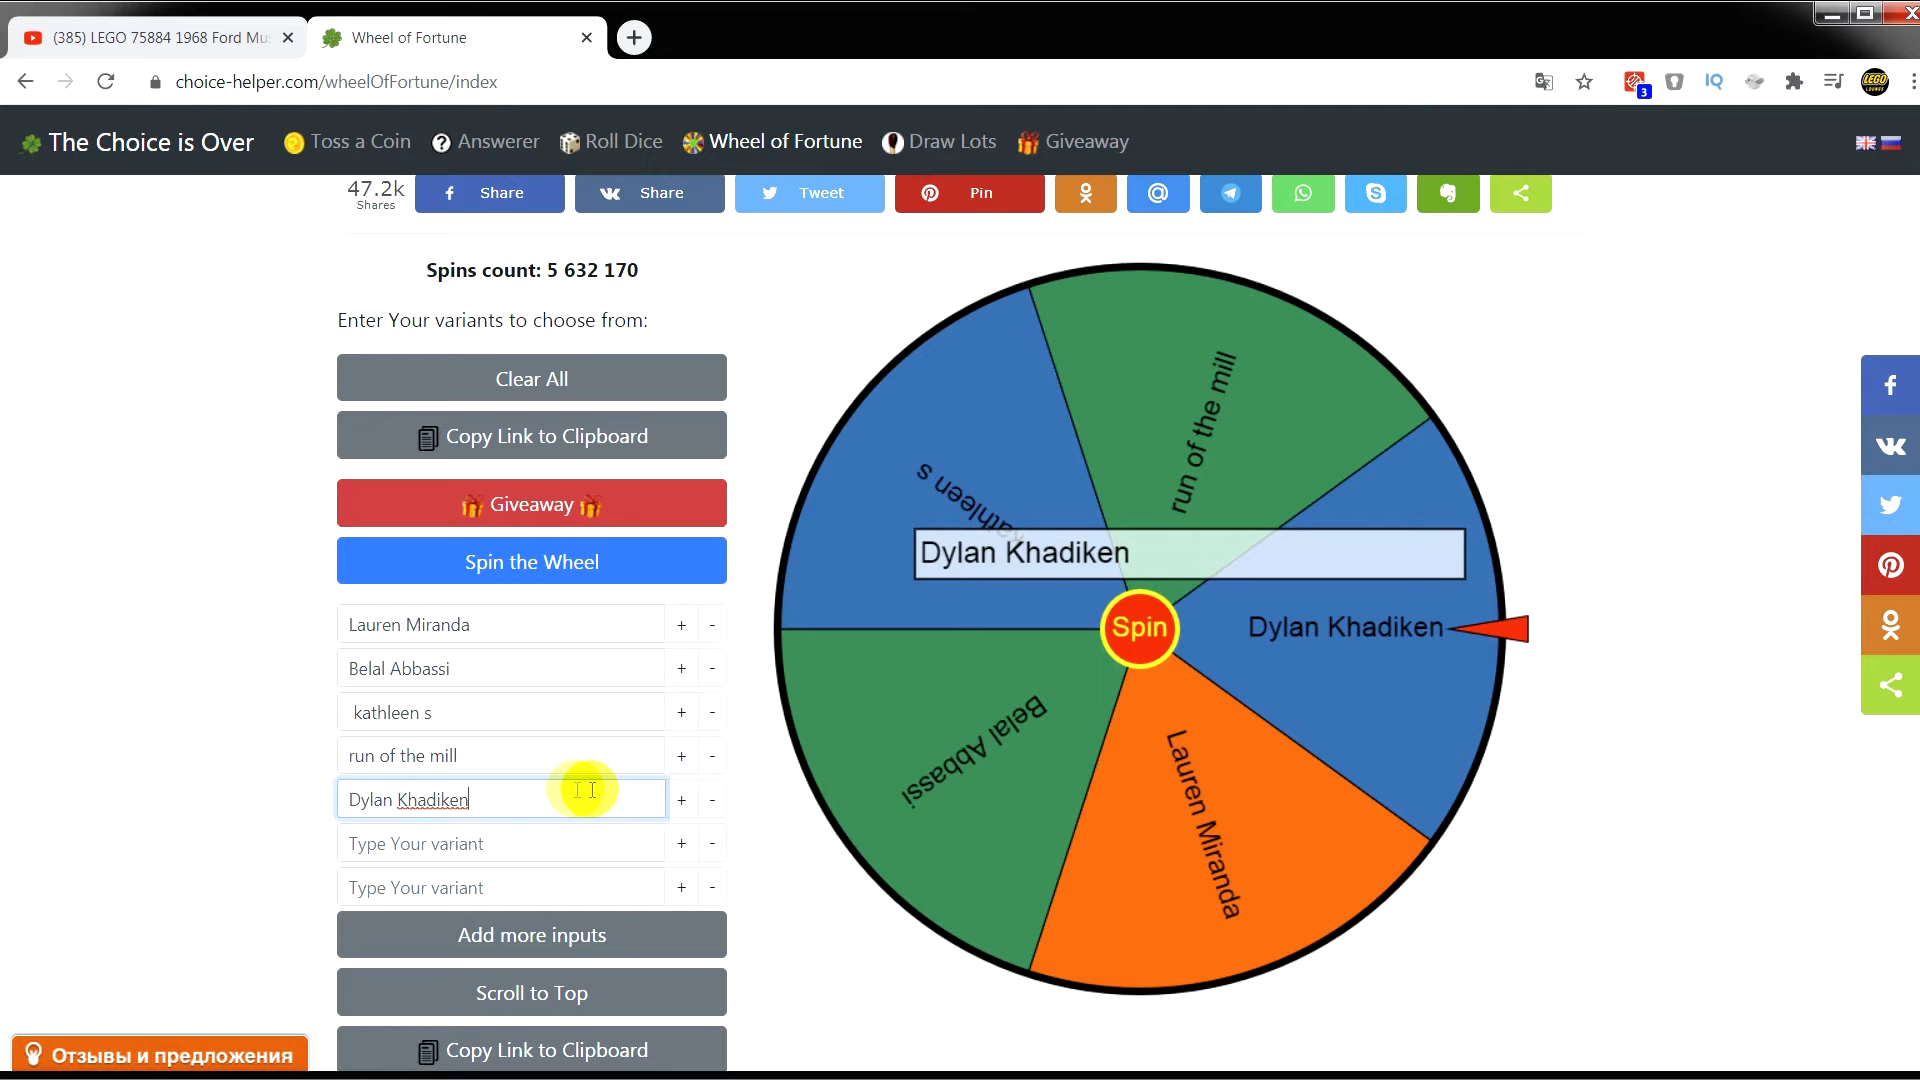 (385) LEGO 75884 1968 Ford Mu
Wheel of Fortune
choice-helper.com/wheelOfFortune/index
IQ
3
LEGO
LOUNGE
The Choice is Over
Toss a Coin
Answerer
Roll Dice
Wheel of Fortune
Draw Lots
Giveaway
47.2k
Shares
Share
Share
Tweet
Pin
Spins count: 5 632 170
Enter Your variants to choose from:
Clear All
Copy Link to Clipboard
Giveaway
Spin the Wheel
Lauren Miranda + -
Belal Abbassi + -
kathleen s + -
run of the mill + -
Dylan Khadiken + -
Type Your variant + -
Type Your variant + -
Add more inputs
Scroll to Top
Copy Link to Clipboard
Отзывы и предложения
run of the mill
kathleen s
Dylan Khadiken
Spin
Dylan Khadiken
Belal Abbassi
Lauren Miranda